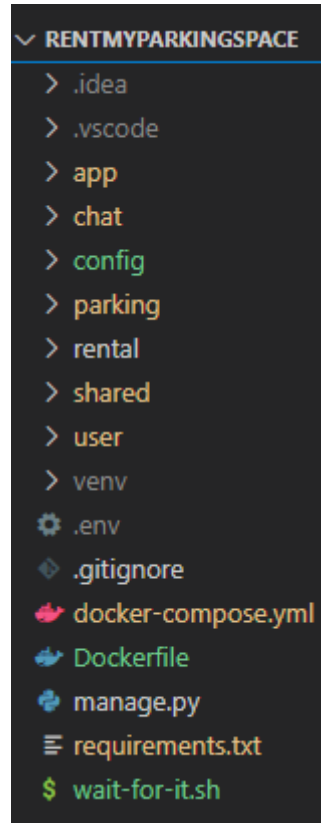 RENTMYPARKINGSPACE
.idea
.vscode
app
chat
config
parking
rental
shared
user
venv
.env
.gitignore
docker-compose.yml
Dockerfile
manage.py
requirements.txt
$ wait-for-it.sh